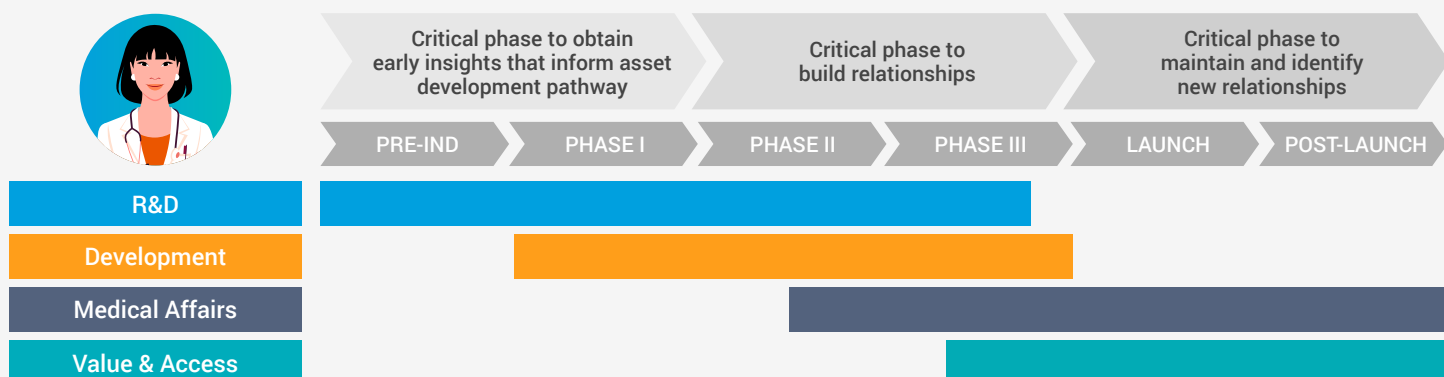 Critical phase to obtain
early insights that inform asset
development pathway
Critical phase to
build relationships
Critical phase to
maintain and identify
new relationships
PRE-IND
PHASE I
PHASE II
PHASE III
LAUNCH
POST-LAUNCH
R&D
Development
Medical Affairs
Value & Access